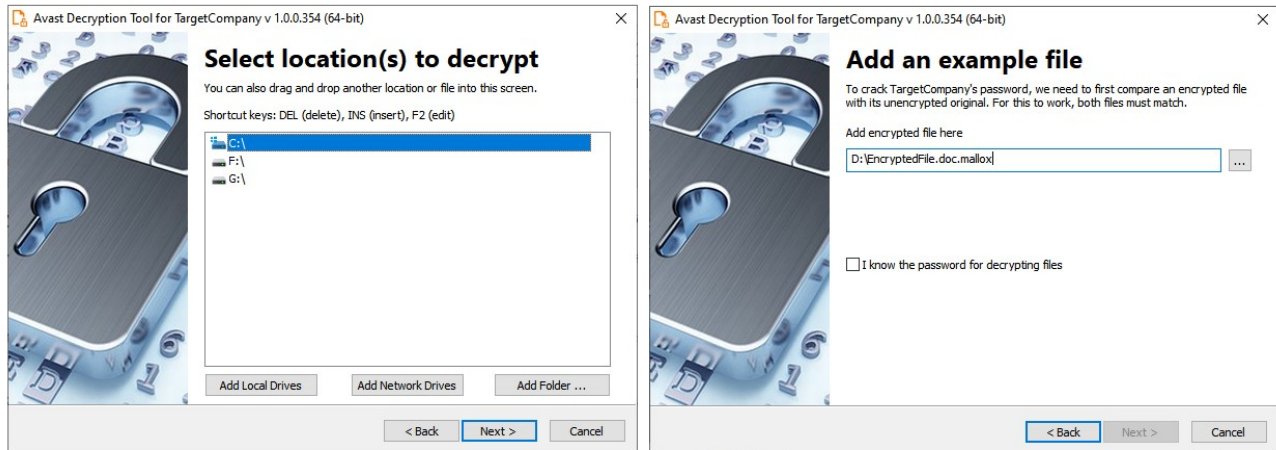 Avast Decryption Tool for TargetCompany v 1.0.0.354 (64-bit)
Select location(s) to decrypt
You can also drag and drop another location or file into this screen.
Shortcut keys: DEL (delete), INS (insert), F2 (edit)
C:\
F:\
G:\
Add Local Drives
Add Network Drives
Add Folder ...
< Back
Next >
Cancel
Avast Decryption Tool for TargetCompany v 1.0.0.354 (64-bit)
Add an example file
To crack TargetCompany's password, we need to first compare an encrypted file
with its unencrypted original. For this to work, both files must match.
Add encrypted file here
D:\EncryptedFile.doc.mallox
...
I know the password for decrypting files
< Back
Next >
Cancel